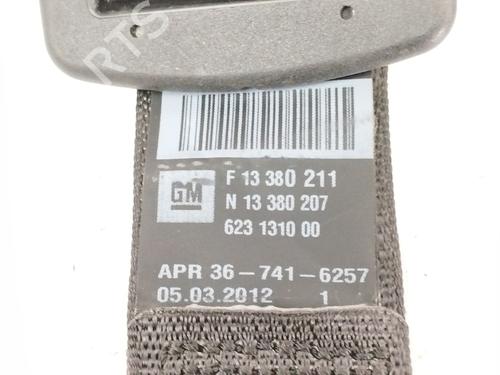 F 13 380 211
GM
N 13 380 207
623 1310 00
APR 36-741-6257
05.03.2012 1